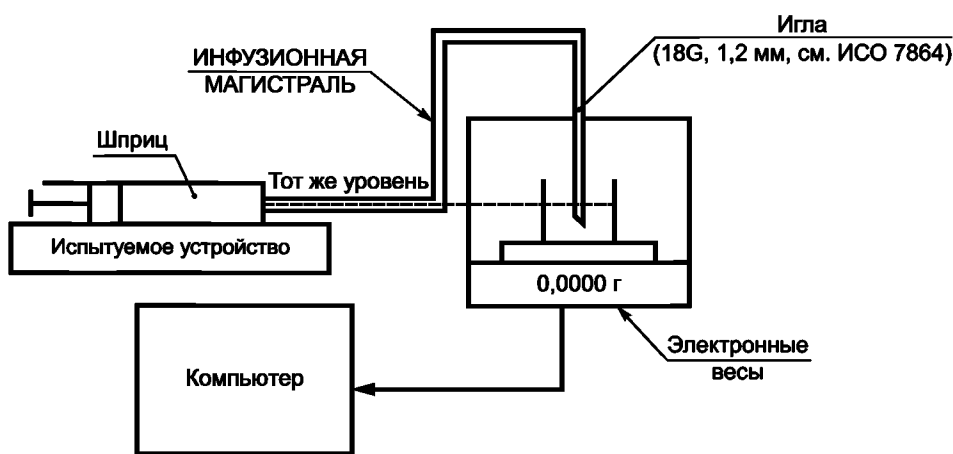 Игла
(18G, 1,2 мм, см. ИСО 7864)
ИНФУЗИОННАЯ
МАГИСТРАЛЬ
Шприц
Тот же уровень
Испытуемое устройство
0,0000 г
Электронные
весы
Компьютер